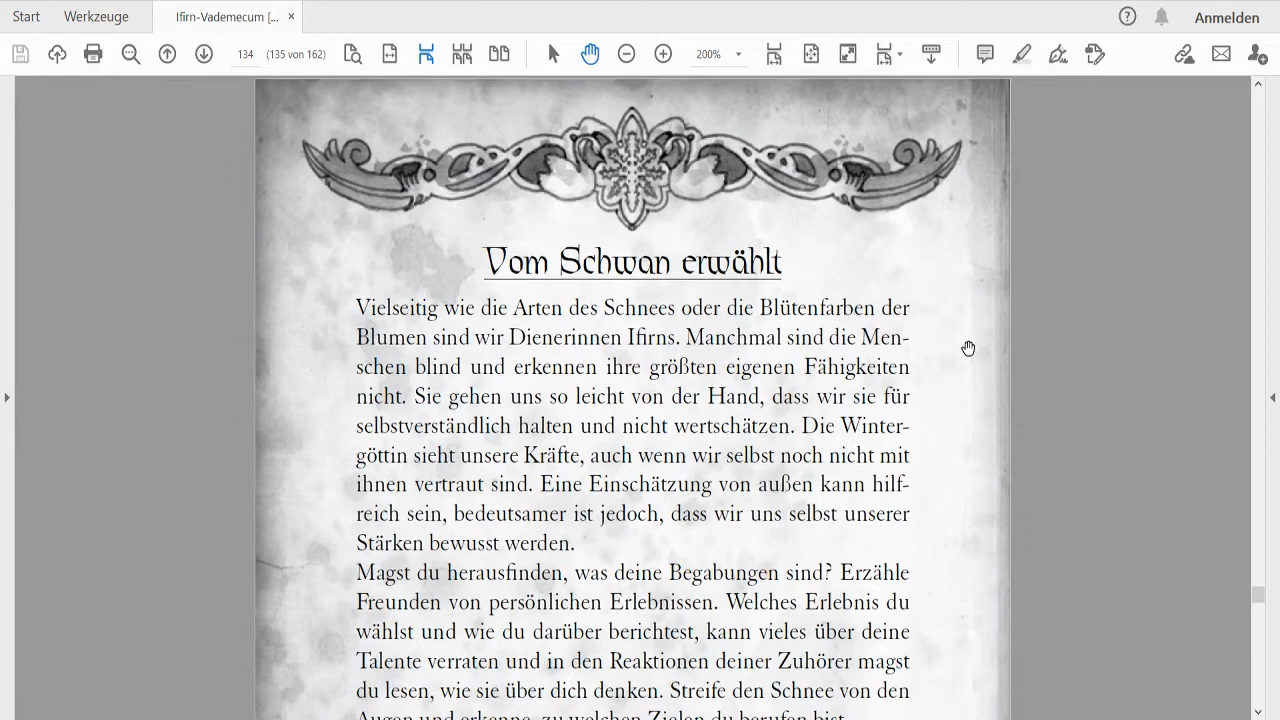 Start
Werkzeuge
Ifirn-Vademecum [...
×
Anmelden
134
(135 von 162)
200%
Vom Schwan erwählt
Vielseitig wie die Arten des Schnees oder die Blütenfarben der
Blumen sind wir Dienerinnen Ifirns. Manchmal sind die Men-
schen blind und erkennen ihre größten eigenen Fähigkeiten
nicht. Sie gehen uns so leicht von der Hand, dass wir sie für
selbstverständlich halten und nicht wertschätzen. Die Winter-
göttin sieht unsere Kräfte, auch wenn wir selbst noch nicht mit
ihnen vertraut sind. Eine Einschätzung von außen kann hilf-
reich sein, bedeutsamer ist jedoch, dass wir uns selbst unserer
Stärken bewusst werden.
Magst du herausfinden, was deine Begabungen sind? Erzähle
Freunden von persönlichen Erlebnissen. Welches Erlebnis du
wählst und wie du darüber berichtest, kann vieles über deine
Talente verraten und in den Reaktionen deiner Zuhörer magst
du lesen, wie sie über dich denken. Streife den Schnee von den
Augen und erkenne, zu welchen Zielen du berufen bist.